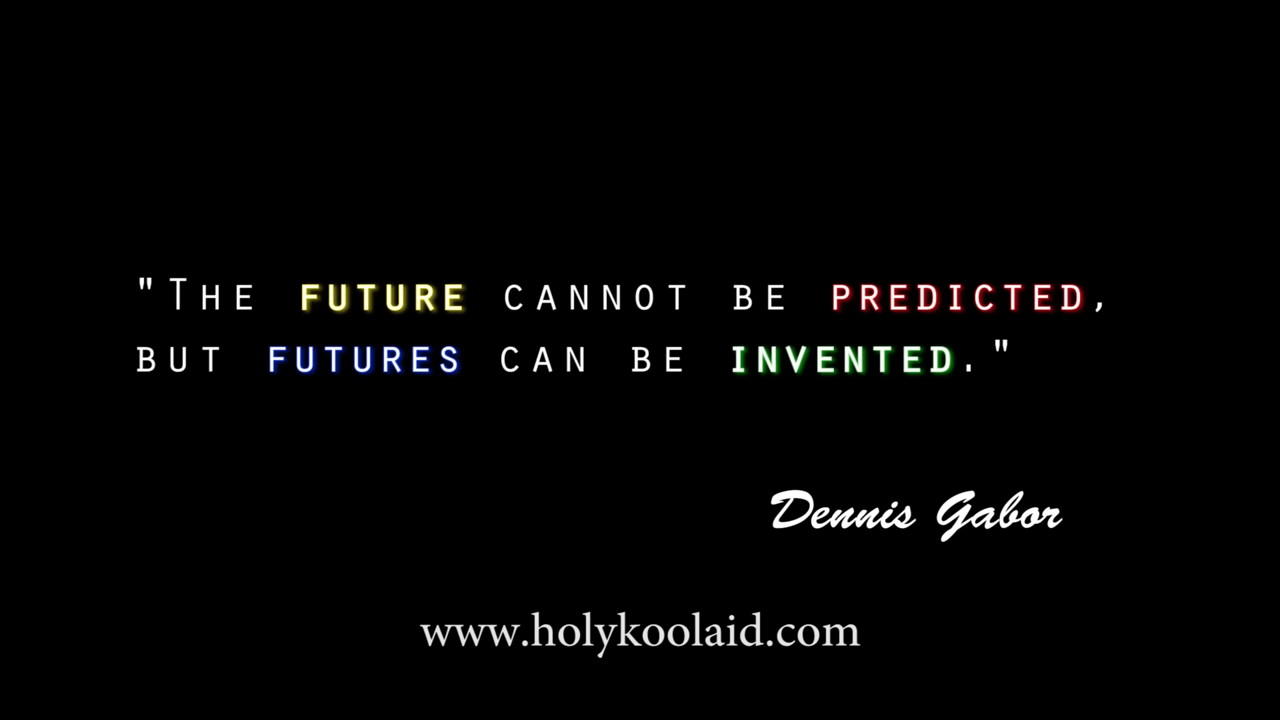 "The future cannot be predicted,
but futures can be invented."
Dennis Gabor
www.holykoolaid.com